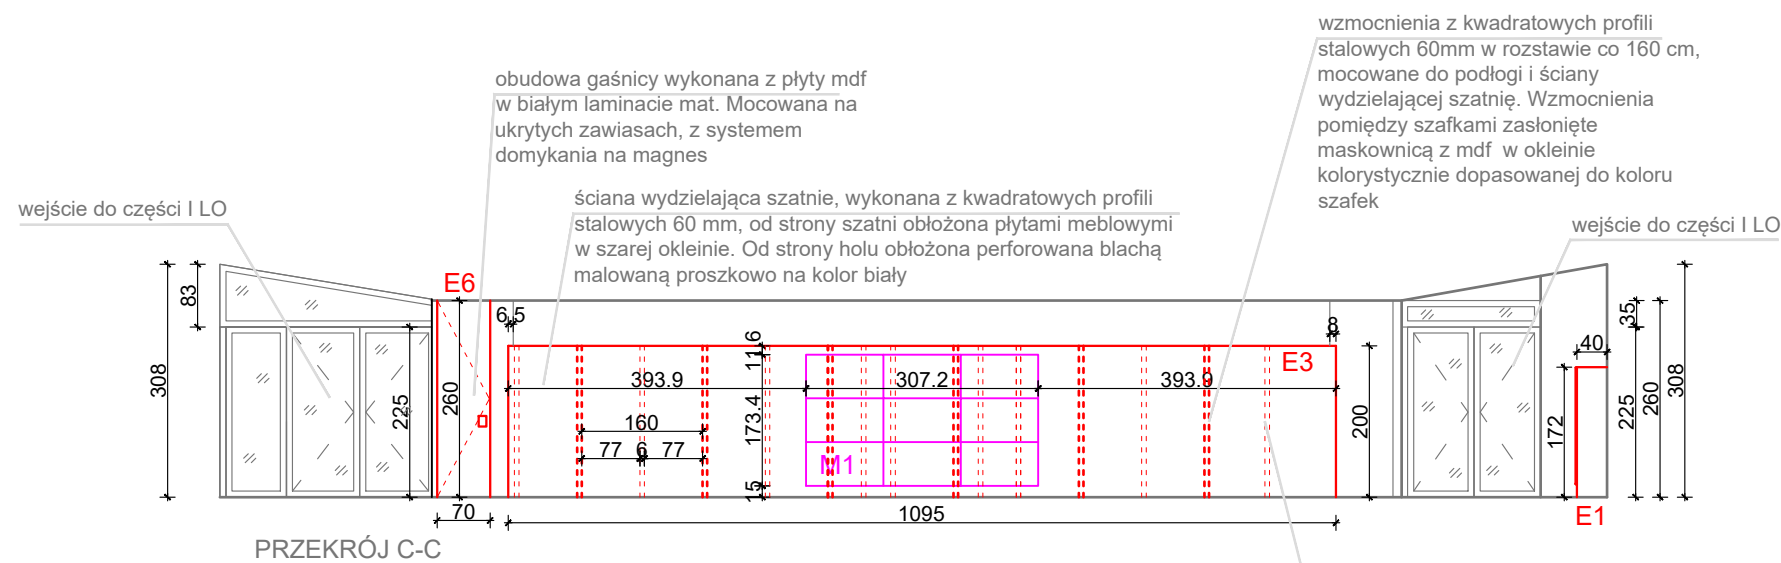 wzmocnienia z kwadratowych profili
stalowych 60mm w rozstawie co 160 cm,
mocowane do podłogi i ściany
wydzielającej szatnię. Wzmocnienia
pomiędzy szafkami zasłonięte
maskownicą z mdf w okleinie
kolorystycznie dopasowanej do koloru
szafek
obudowa gaśnicy wykonana z płyty mdf
w białym laminacie mat. Mocowana na
ukrytych zawiasach, z systemem
domykania na magnes
ściana wydzielająca szatnie, wykonana z kwadratowych profili
stalowych 60 mm, od strony szatni obłożona płytami meblowymi
w szarej okleinie. Od strony holu obłożona perforowana blachą
malowaną proszkowo na kolor biały
wejście do części I LO
wejście do części I LO
E6
83
308
225
260
70
6,5
11.6
173.4
15
393.9
307.2
393.9
160
77 6 77
M1
8
E3
200
1095
40
172
35
225
260
308
E1
PRZEKRÓJ C-C